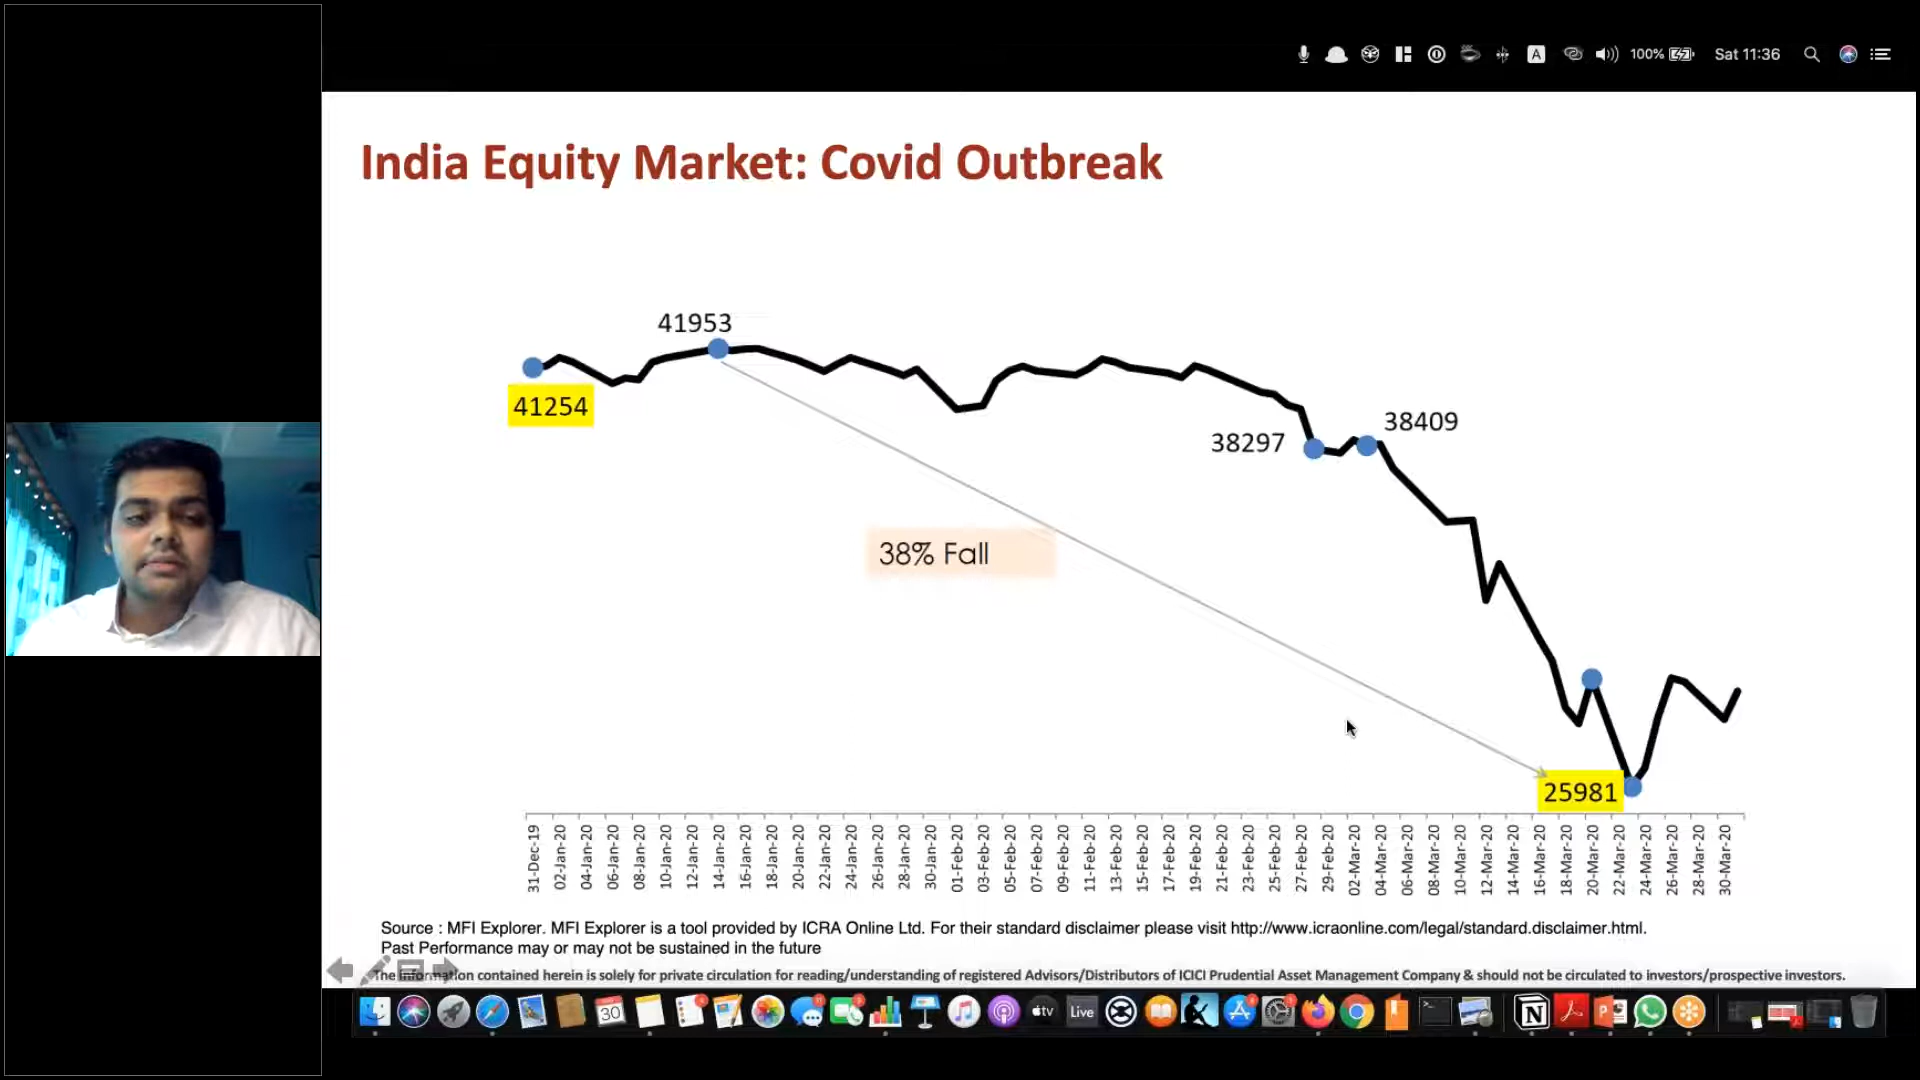 A 100% Sat 11:36
India Equity Market: Covid Outbreak
41953
41254
38409
38297
38% Fall
25981
31-Dec-19 02-Jan-20 04-Jan-20 06-Jan-20 08-Jan-20 10-Jan-20 12-Jan-20 14-Jan-20 16-Jan-20 18-Jan-20 20-Jan-20 22-Jan-20 24-Jan-20 26-Jan-20 28-Jan-20 30-Jan-20 01-Feb-20 03-Feb-20 05-Feb-20 07-Feb-20 09-Feb-20 11-Feb-20 13-Feb-20 15-Feb-20 17-Feb-20 19-Feb-20 21-Feb-20 23-Feb-20 25-Feb-20 27-Feb-20 29-Feb-20 02-Mar-20 04-Mar-20 06-Mar-20 08-Mar-20 10-Mar-20 12-Mar-20 14-Mar-20 16-Mar-20 18-Mar-20 20-Mar-20 22-Mar-20 24-Mar-20 26-Mar-20 28-Mar-20 30-Mar-20
Source : MFI Explorer. MFI Explorer is a tool provided by ICRA Online Ltd. For their standard disclaimer please visit http://www.icraonline.com/legal/standard.disclaimer.html.
Past Performance may or may not be sustained in the future
The information contained herein is solely for private circulation for reading/understanding of registered Advisors/Distributors of ICICI Prudential Asset Management Company & should not be circulated to investors/prospective investors.
30 tv Live N